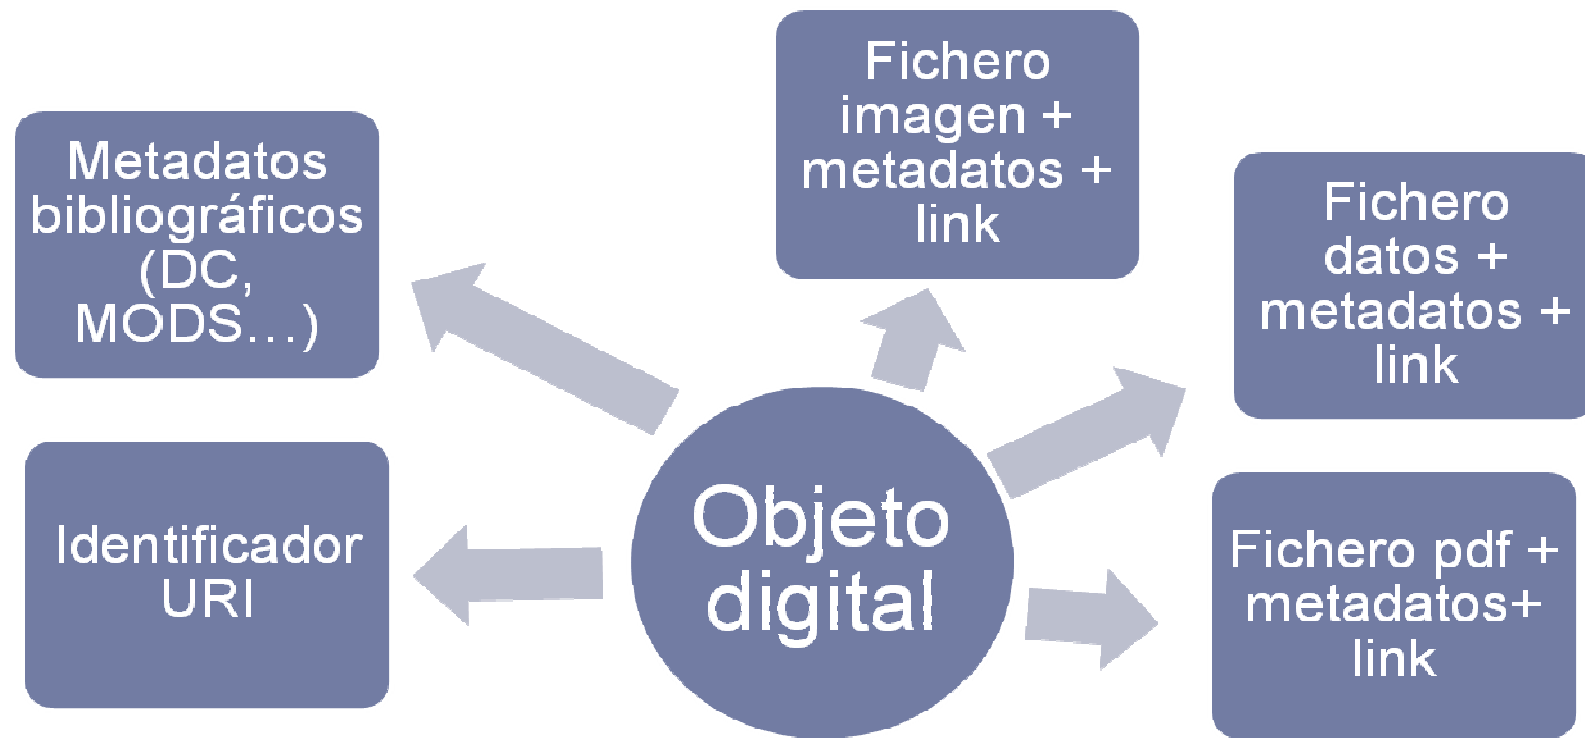 Fichero
imagen +
metadatos +
link
Metadatos
bibliográficos
(DC,
MODS…)
Fichero
datos +
metadatos +
link
Objeto
digital
Identificador
URI
Fichero pdf +
metadatos+
link